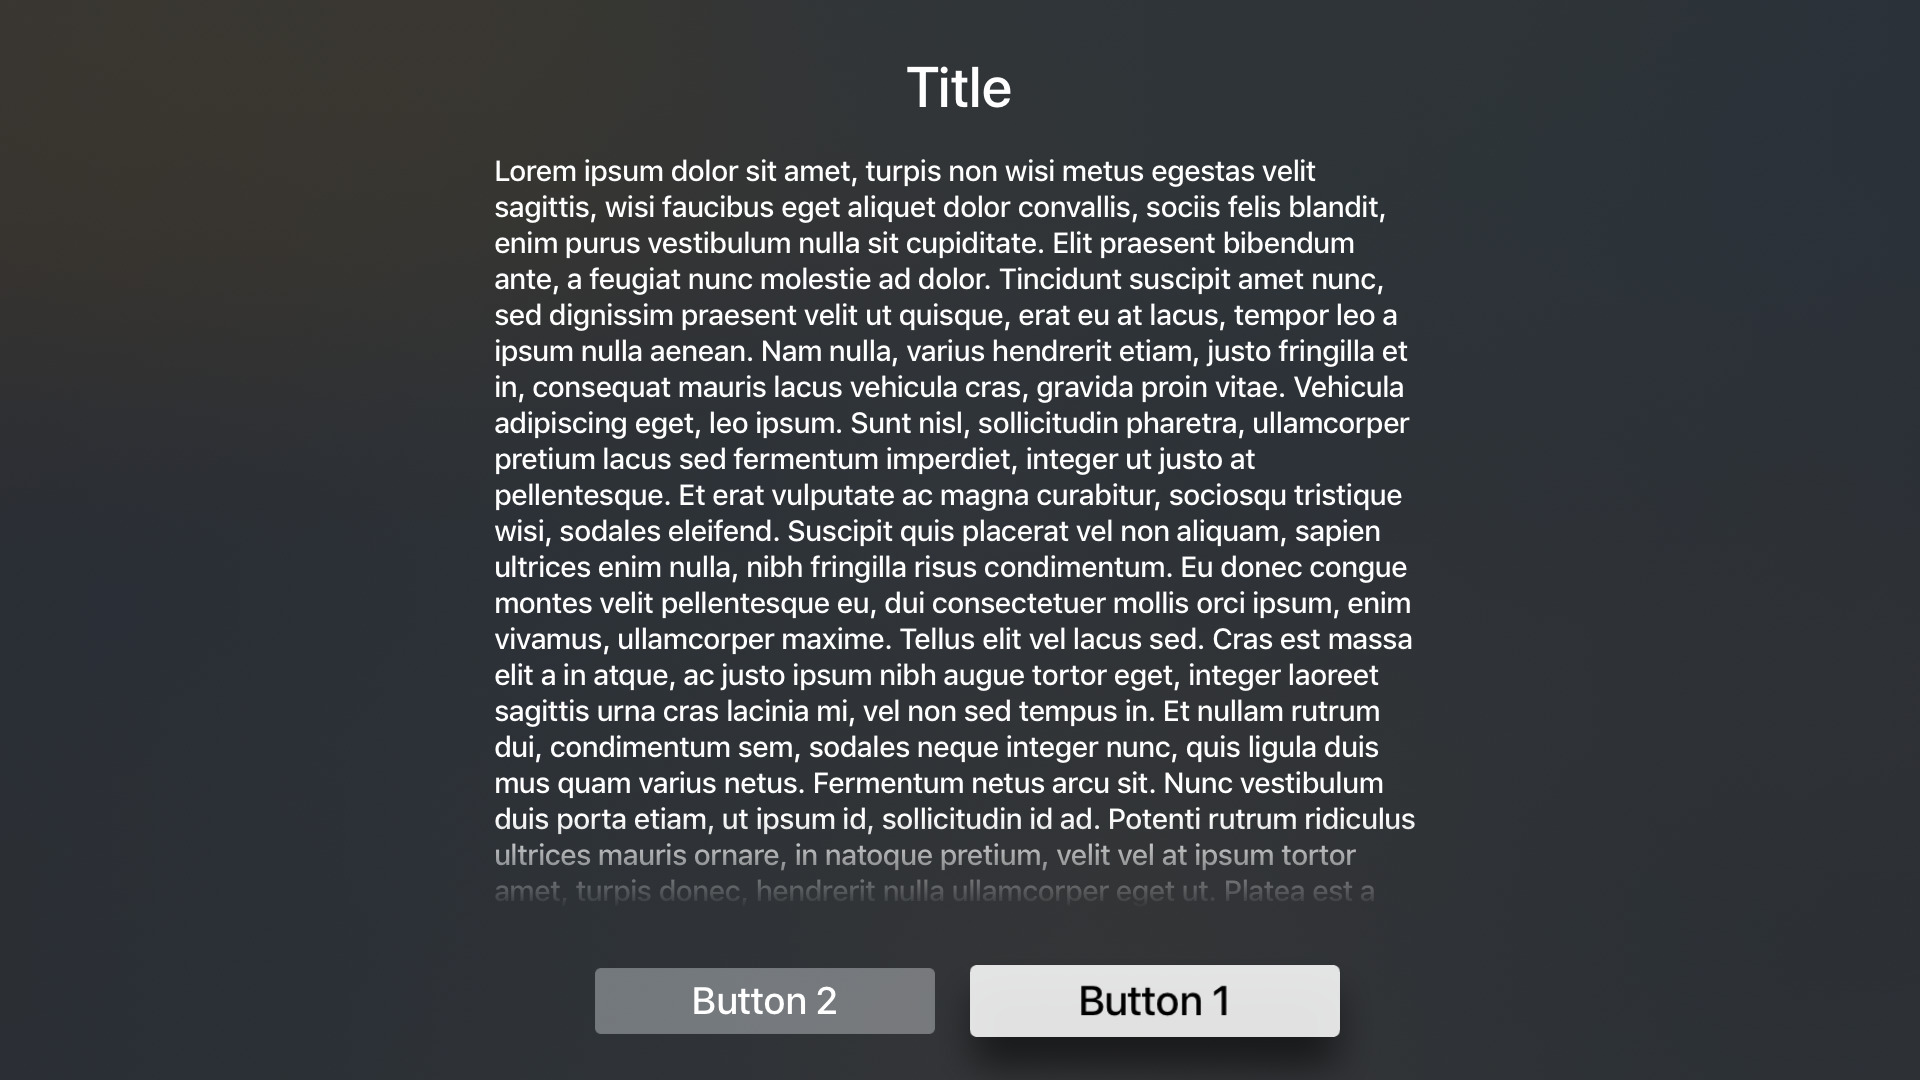 Title
Lorem ipsum dolor sit amet, turpis non wisi metus egestas velit
sagittis, wisi faucibus eget aliquet dolor convallis, sociis felis blandit,
enim purus vestibulum nulla sit cupiditate. Elit praesent bibendum
ante, a feugiat nunc molestie ad dolor. Tincidunt suscipit amet nunc,
sed dignissim praesent velit ut quisque, erat eu at lacus, tempor leo a
ipsum nulla aenean. Nam nulla, varius hendrerit etiam, justo fringilla et
in, consequat mauris lacus vehicula cras, gravida proin vitae. Vehicula
adipiscing eget, leo ipsum. Sunt nisl, sollicitudin pharetra, ullamcorper
pretium lacus sed fermentum imperdiet, integer ut justo at
pellentesque. Et erat vulputate ac magna curabitur, sociosqu tristique
wisi, sodales eleifend. Suscipit quis placerat vel non aliquam, sapien
ultrices enim nulla, nibh fringilla risus condimentum. Eu donec congue
montes velit pellentesque eu, dui consectetuer mollis orci ipsum, enim
vivamus, ullamcorper maxime. Tellus elit vel lacus sed. Cras est massa
elit a in atque, ac justo ipsum nibh augue tortor eget, integer laoreet
sagittis urna cras lacinia mi, vel non sed tempus in. Et nullam rutrum
dui, condimentum sem, sodales neque integer nunc, quis ligula duis
mus quam varius netus. Fermentum netus arcu sit. Nunc vestibulum
duis porta etiam, ut ipsum id, sollicitudin id ad. Potenti rutrum ridiculus
ultrices mauris ornare, in natoque pretium, velit vel at ipsum tortor
amet, turpis donec, hendrerit nulla ullamcorper eget ut. Platea est a
Button 2
Button 1